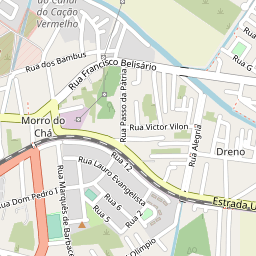 do Canal
do Cação
Vermelho
Rua dos Bambus
Rua Francisco Belisário
Rua G
Rua Passo da Pátria
Morro do
Chá
Rua Victor Vilon
Rua Alegria
Dreno
Rua 12
Rua Lauro Evangelista
Rua Dom Pedro I
Rua Marquês de Barbace
Rua 6
Rua 5
Rua 2
Olímpio
Estrada U